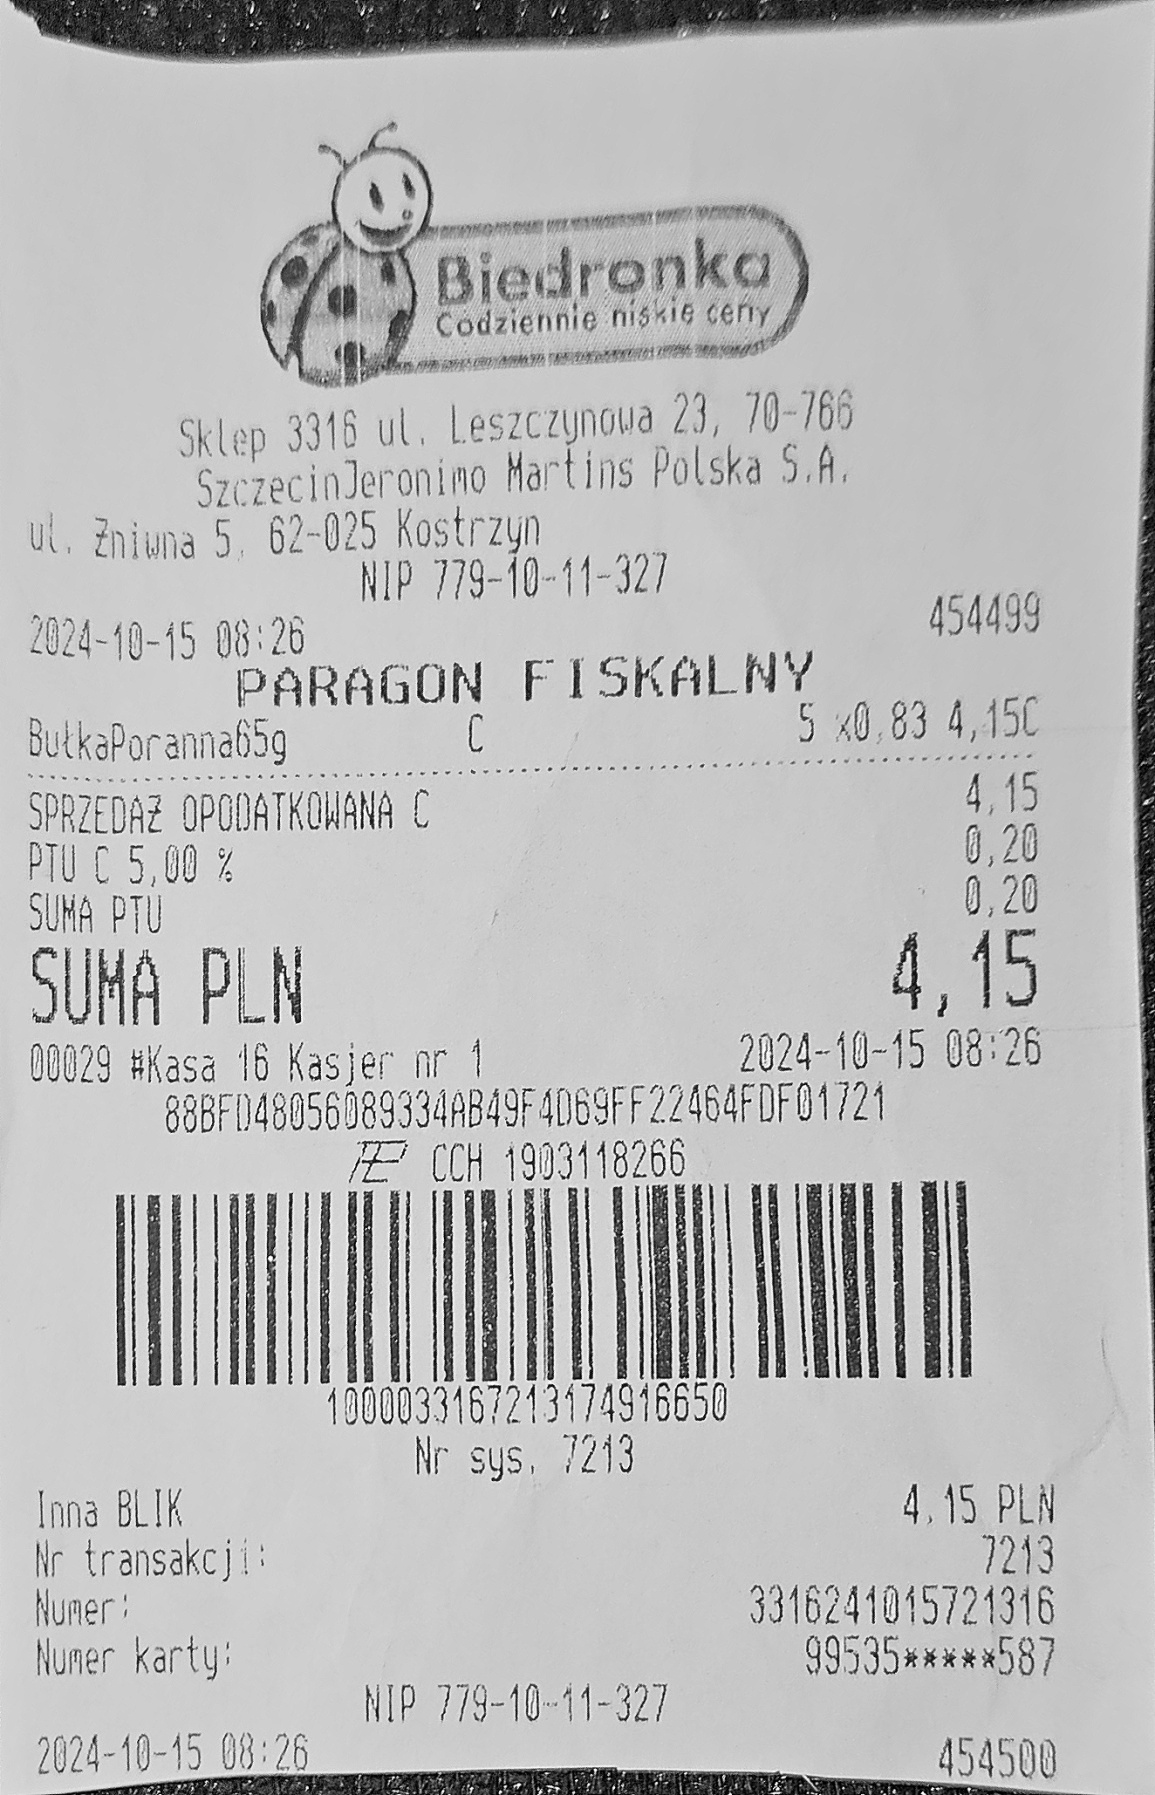 Biedronka
Codziennie niskie ceny
Sklep 3316 ul. Leszczynowa 23, 70-766
SzczecinJeronimo Martins Polska S.A.
ul. Żniwna 5, 62-025 Kostrzyn
NIP 779-10-11-327
2024-10-15 08:26 454499
PARAGON FISKALNY
BułkaPoranna65g C 5 x0,83 4,15C
SPRZEDAŻ OPODATKOWANA C 4,15
PTU C 5,00 % 0,20
SUMA PTU 0,20
SUMA PLN 4,15
00029 #Kasa 16 Kasjer nr 1 2024-10-15 08:26
88BFD48056089334AB49F4D69FF22464FDF01721
CCH 1903118266
1000033167213174916650
Nr sys. 7213
Inna BLIK 4.15 PLN
Nr transakcji: 7213
Numer: 3316241015721316
Numer karty: 99535*****587
NIP 779-10-11-327
2024-10-15 08:26 454500